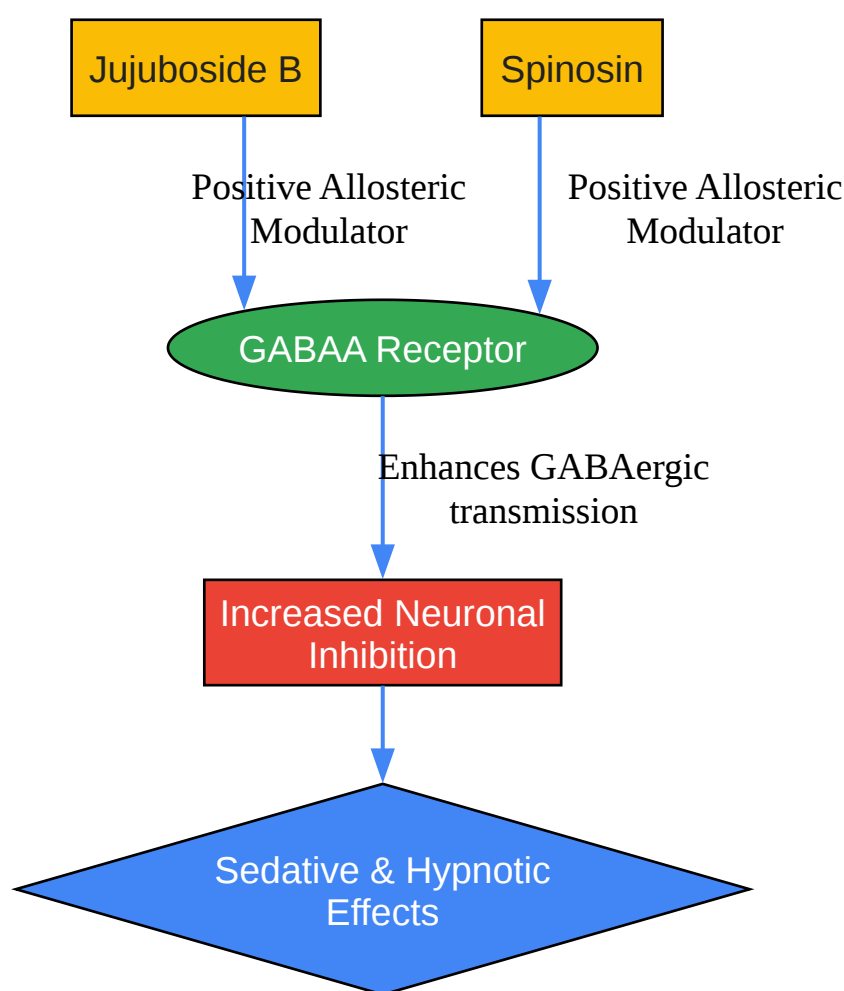 Jujuboside B
Spinosin
Positive Allosteric
Modulator
Positive Allosteric
Modulator
GABAA Receptor
Enhances GABAergic
transmission
Increased Neuronal
Inhibition
Sedative & Hypnotic
Effects